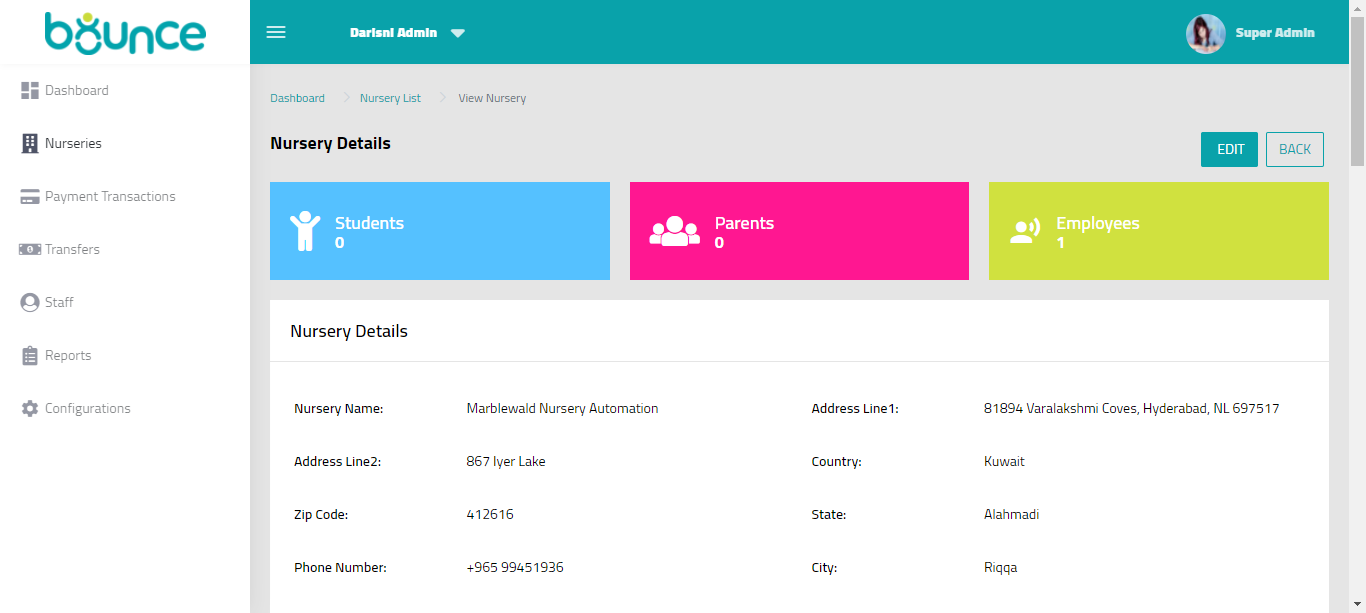 bounce
Darisni Admin
Super Admin
Dashboard
Nurseries
Payment Transactions
Transfers
Staff
Reports
Configurations
Dashboard Nursery List View Nursery
Nursery Details
EDIT BACK
Students
0
Parents
0
Employees
1
Nursery Details
Nursery Name: Marblewald Nursery Automation Address Line1: 81894 Varalakshmi Coves, Hyderabad, NL 697517
Address Line2: 867 Iyer Lake Country: Kuwait
Zip Code: 412616 State: Alahmadi
Phone Number: +965 99451936 City: Riqqa